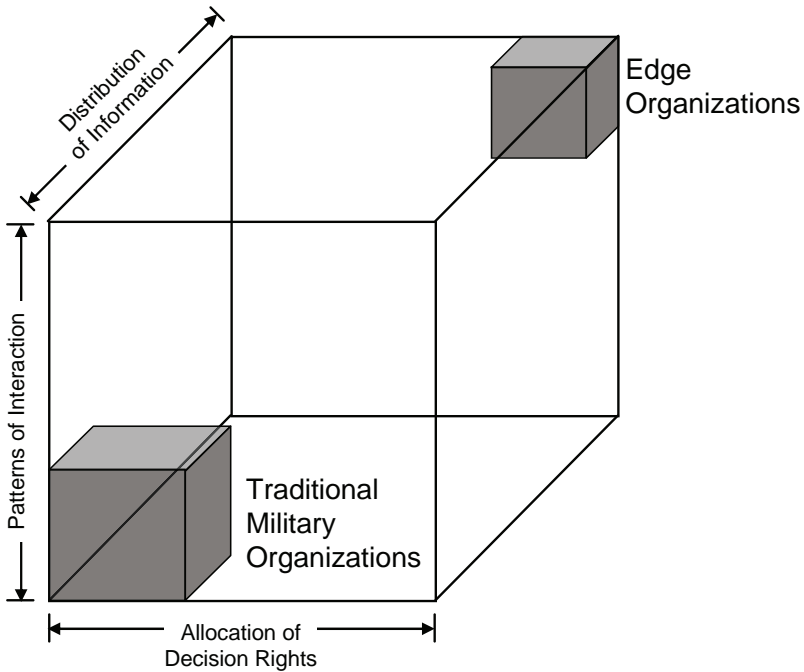 Distribution
of Information
Edge
Organizations
Patterns of Interaction
Traditional
Military
Organizations
Allocation of
Decision Rights